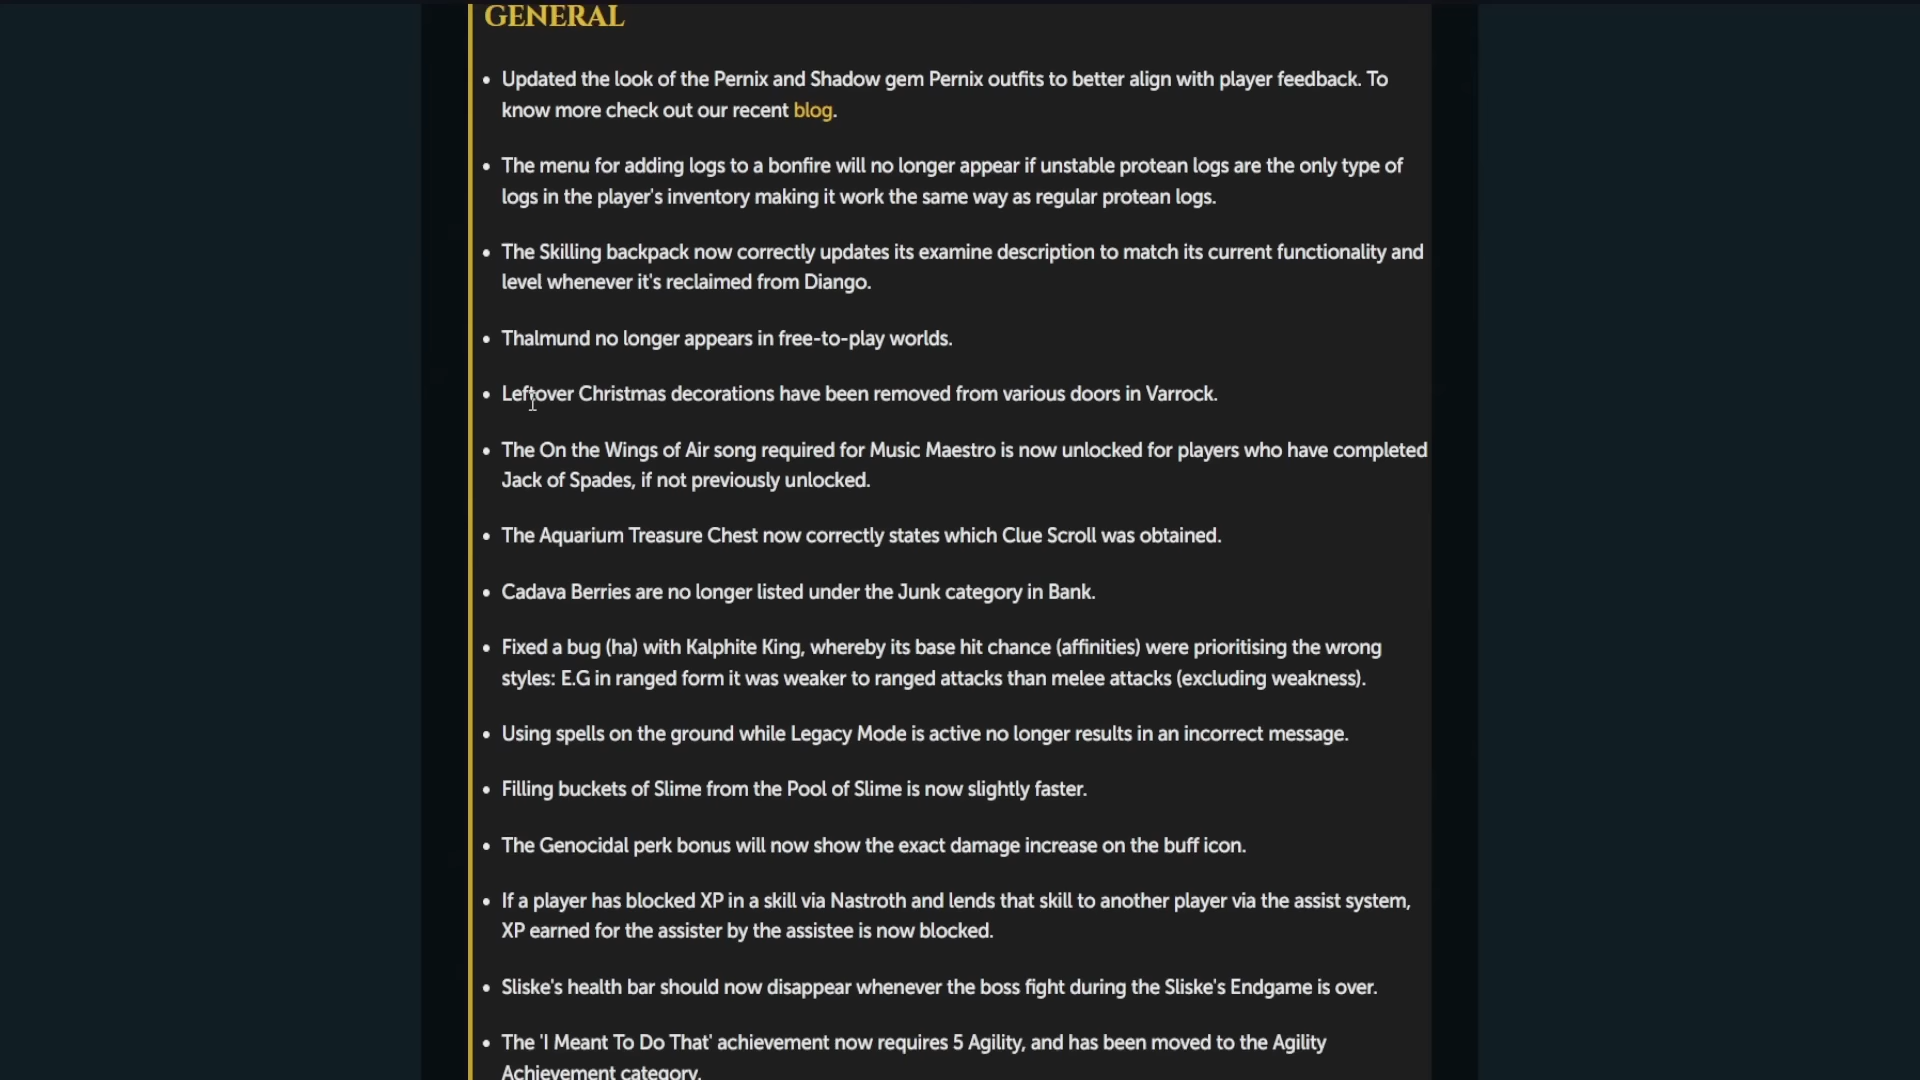 GENERAL
• Updated the look of the Pernix and Shadow gem Pernix outfits to better align with player feedback. To
know more check out our recent blog.
• The menu for adding logs to a bonfire will no longer appear if unstable protean logs are the only type of
logs in the player's inventory making it work the same way as regular protean logs.
• The Skilling backpack now correctly updates its examine description to match its current functionality and
level whenever it's reclaimed from Diango.
• Thalmund no longer appears in free-to-play worlds.
• Leftover Christmas decorations have been removed from various doors in Varrock.
• The On the Wings of Air song required for Music Maestro is now unlocked for players who have completed
Jack of Spades, if not previously unlocked.
• The Aquarium Treasure Chest now correctly states which Clue Scroll was obtained.
• Cadava Berries are no longer listed under the Junk category in Bank.
• Fixed a bug (ha) with Kalphite King, whereby its base hit chance (affinities) were prioritising the wrong
styles: E.G in ranged form it was weaker to ranged attacks than melee attacks (excluding weakness).
• Using spells on the ground while Legacy Mode is active no longer results in an incorrect message.
• Filling buckets of Slime from the Pool of Slime is now slightly faster.
• The Genocidal perk bonus will now show the exact damage increase on the buff icon.
• If a player has blocked XP in a skill via Nastroth and lends that skill to another player via the assist system,
XP earned for the assister by the assistee is now blocked.
• Sliske's health bar should now disappear whenever the boss fight during the Sliske's Endgame is over.
• The 'I Meant To Do That' achievement now requires 5 Agility, and has been moved to the Agility
Achievement category.